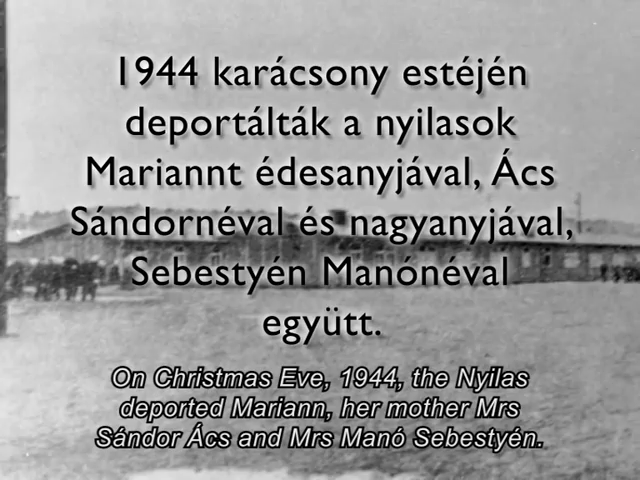 1944 karácsony estéjén
deportálták a nyilasok
Mariannt édesanyjával, Ács
Sándornéval és nagyanyjával,
Sebestyén Manónéval
együtt.
On Christmas Eve, 1944, the Nyilas
deported Mariann, her mother Mrs
Sándor Ács and Mrs Manó Sebestyén.